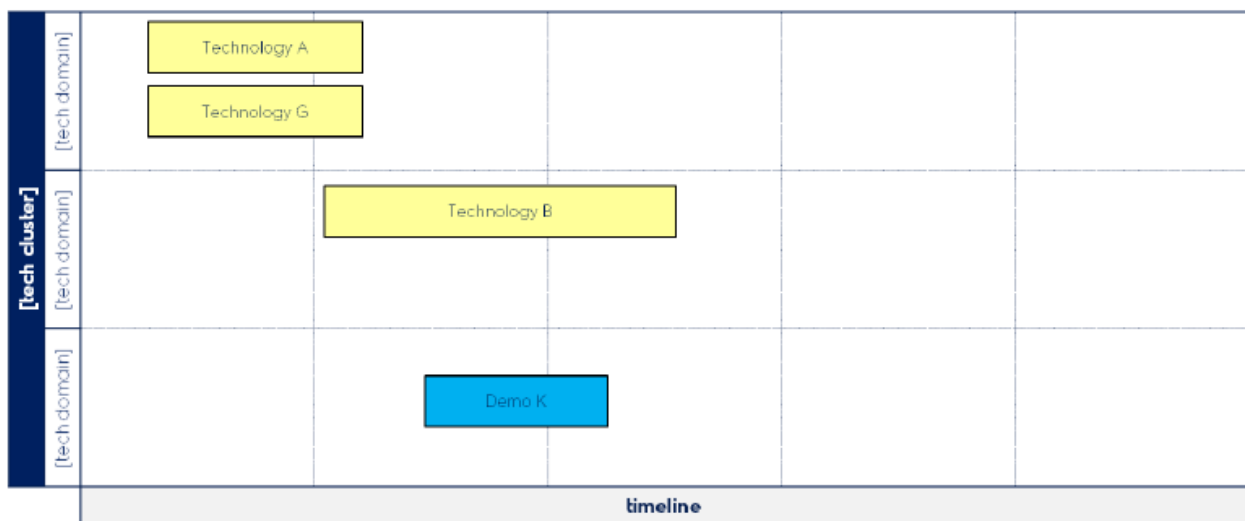 [tech cluster]
[tech domain]
Technology A
Technology G
[tech domain]
Technology B
[tech domain]
Demo K
timeline